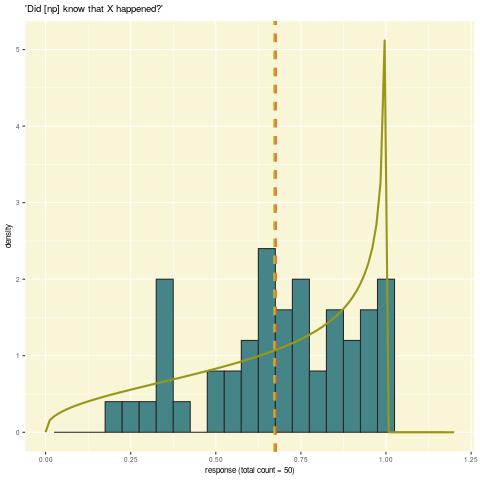 'Did [np] know that X happened?'
density
5
4
3
2
1
0
0.00 0.25 0.50 0.75 1.00 1.25
response (total count = 50)